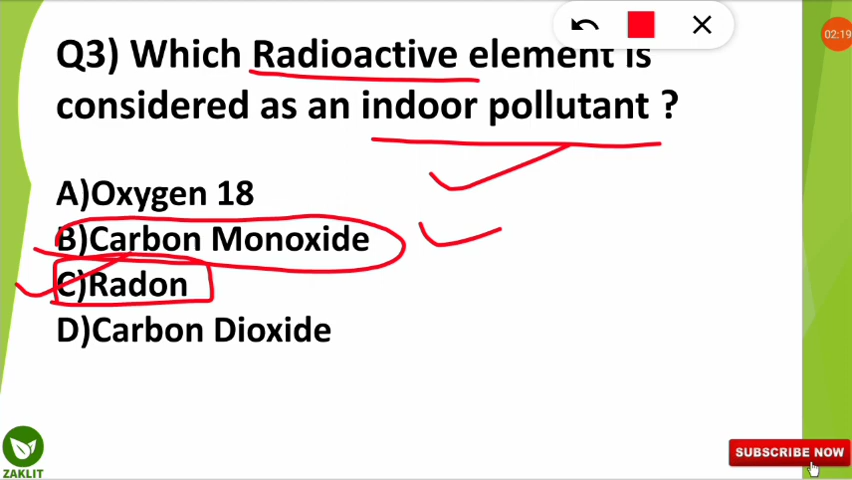 02:19
Q3) Which Radioactive element is
considered as an indoor pollutant ?
A)Oxygen 18
B)Carbon Monoxide
C)Radon
D)Carbon Dioxide
ZAKLIT
SUBSCRIBE NOW